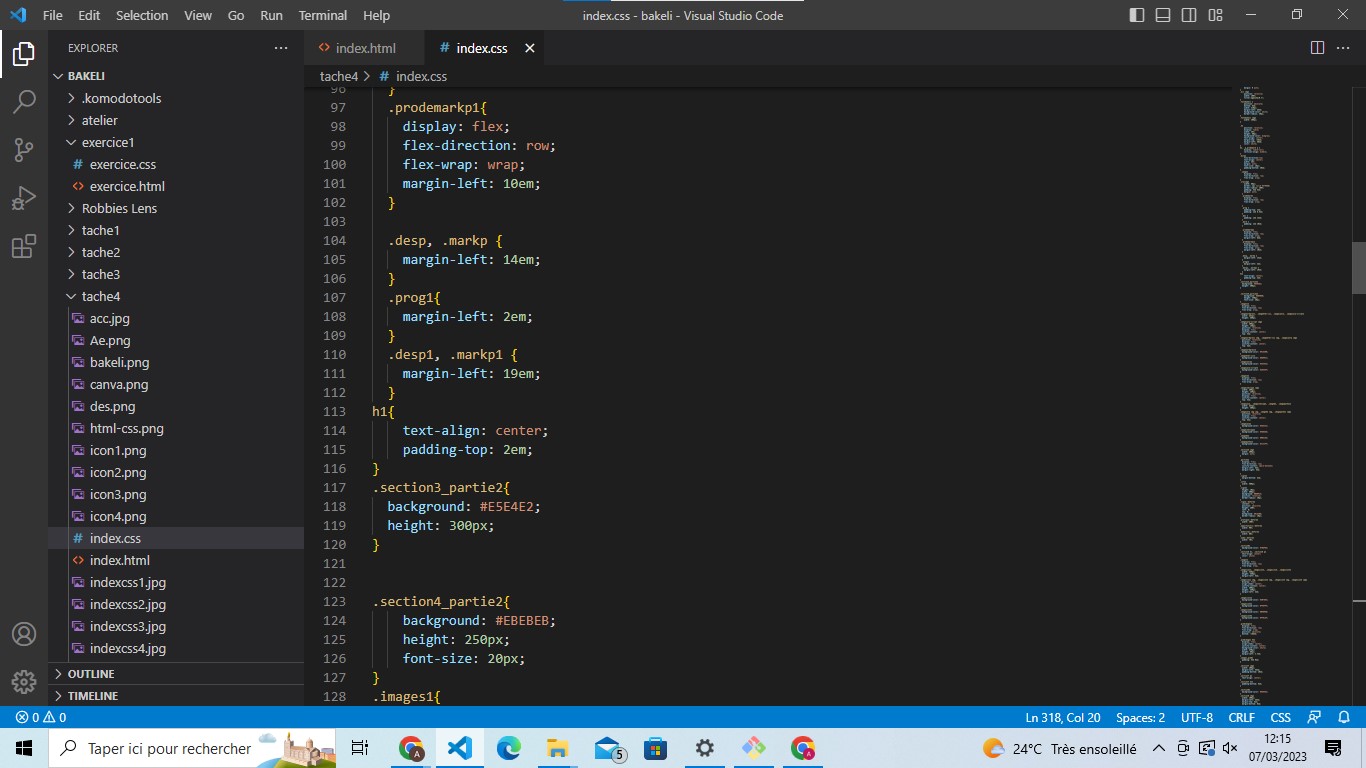 File Edit Selection View Go Run Terminal Help
index.css - bakeli - Visual Studio Code
EXPLORER
BAKELI
.komodotools
atelier
exercice1
exercice.css
exercice.html
Robbies Lens
tache1
tache2
tache3
tache4
acc.jpg
Ae.png
bakeli.png
canva.png
des.png
html-css.png
icon1.png
icon2.png
icon3.png
icon4.png
index.css
index.html
indexcss1.jpg
indexcss2.jpg
indexcss3.jpg
indexcss4.jpg
OUTLINE
TIMELINE
index.html # index.css
tache4 > # index.css
96 }
97 .prodemarkp1{
98 display: flex;
99 flex-direction: row;
100 flex-wrap: wrap;
101 margin-left: 10em;
102 }
103
104 .desp, .markp {
105 margin-left: 14em;
106 }
107 .prog1{
108 margin-left: 2em;
109 }
110 .desp1, .markp1 {
111 margin-left: 19em;
112 }
113 h1{
114 text-align: center;
115 padding-top: 2em;
116 }
117 .section3_partie2{
118 background: #E5E4E2;
119 height: 300px;
120 }
121
122
123 .section4_partie2{
124 background: #EBEBEB;
125 height: 250px;
126 font-size: 20px;
127 }
128 .images1{
0 0 Ln 318, Col 20 Spaces: 2 UTF-8 CRLF CSS
Taper ici pour rechercher
A
5
A
24°C Très ensoleillé
12:15
07/03/2023